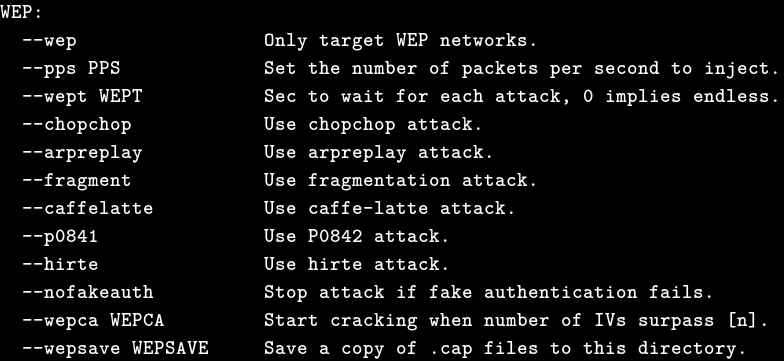 WEP:
--wep Only target WEP networks.
--pps PPS Set the number of packets per second to inject.
--wept WEPT Sec to wait for each attack, 0 implies endless.
--chopchop Use chopchop attack.
--arpreplay Use arpreplay attack.
--fragment Use fragmentation attack.
--caffelatte Use caffe-latte attack.
--p0841 Use P0842 attack.
--hirte Use hirte attack.
--nofakeauth Stop attack if fake authentication fails.
--wepca WEPCA Start cracking when number of IVs surpass [n].
--wepsave WEPSAVE Save a copy of .cap files to this directory.